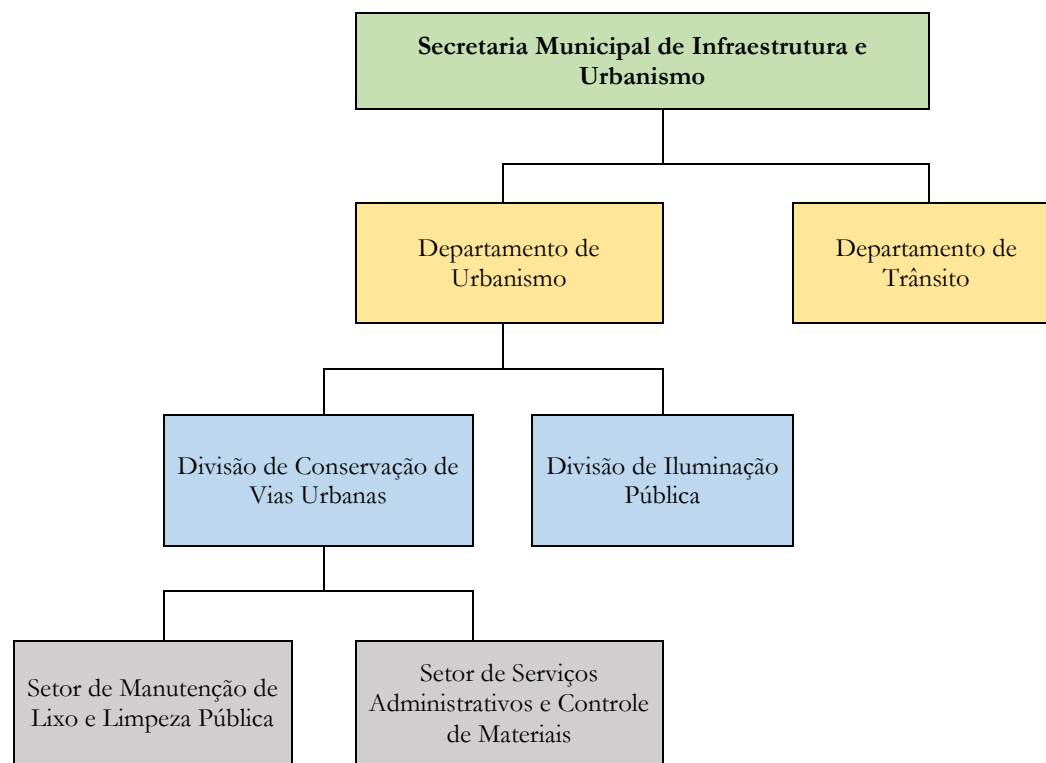 Secretaria Municipal de Infraestrutura e
Urbanismo
Departamento de
Urbanismo
Departamento de
Trânsito
Divisão de Conservação de
Vias Urbanas
Divisão de Iluminação
Pública
Setor de Manutenção de
Lixo e Limpeza Pública
Setor de Serviços
Administrativos e Controle
de Materiais